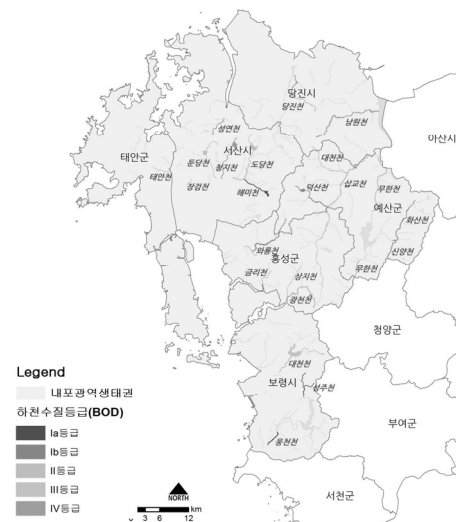 당진시
당진천
남원천
아산시
성연천
서산시
태안군
둔당천
청지천
도당천
대천천
태안천
장검천
해미천
덕산천
삽교천
무한천
예산군
화산천
와룡천
홍성군
신양천
금리천
상지천
무한천
광천천
청양군
대천천
보령시
성주천
부여군
웅천천
서천군
Legend
내포광역생태권
하천수질등급(BOD)
Ia등급
Ib등급
II등급
III등급
IV등급
NORTH
0 3 6 12 km